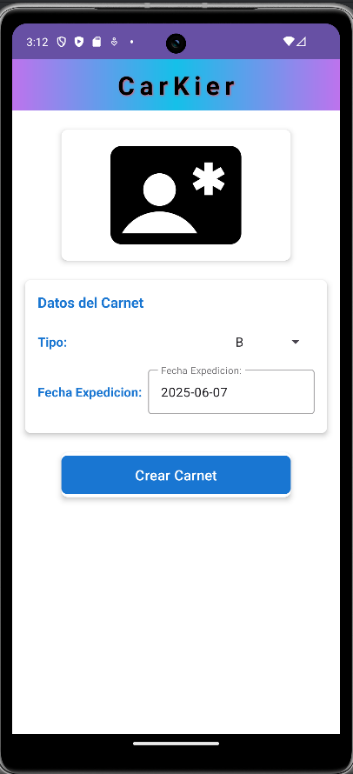 3:12
CarKier
Datos del Carnet
Tipo: B
Fecha Expedicion:
Fecha Expedicion: 2025-06-07
Crear Carnet